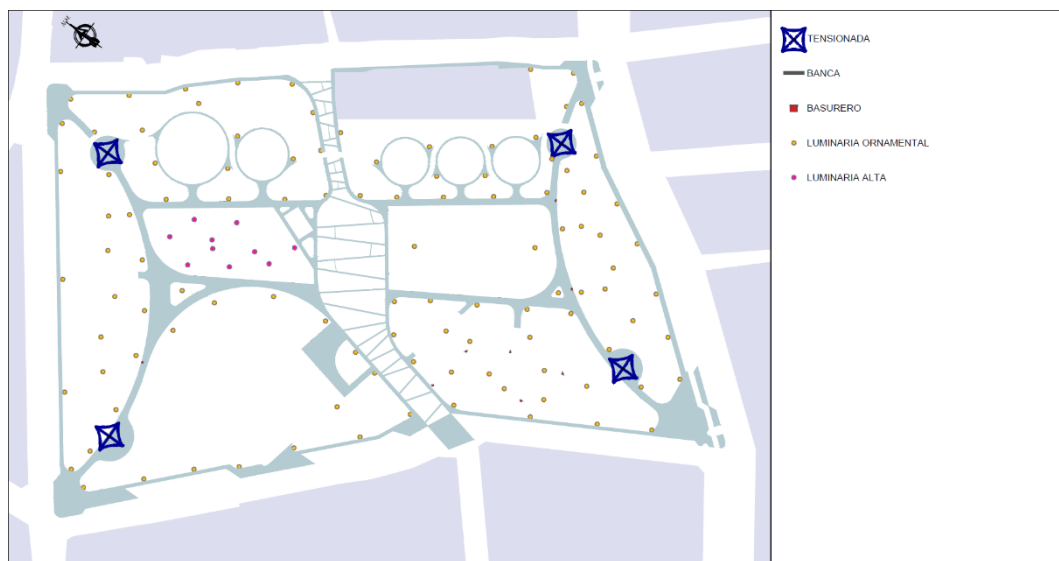 TENSIONADA
BANCA
BASURERO
LUMINARIA ORNAMENTAL
LUMINARIA ALTA